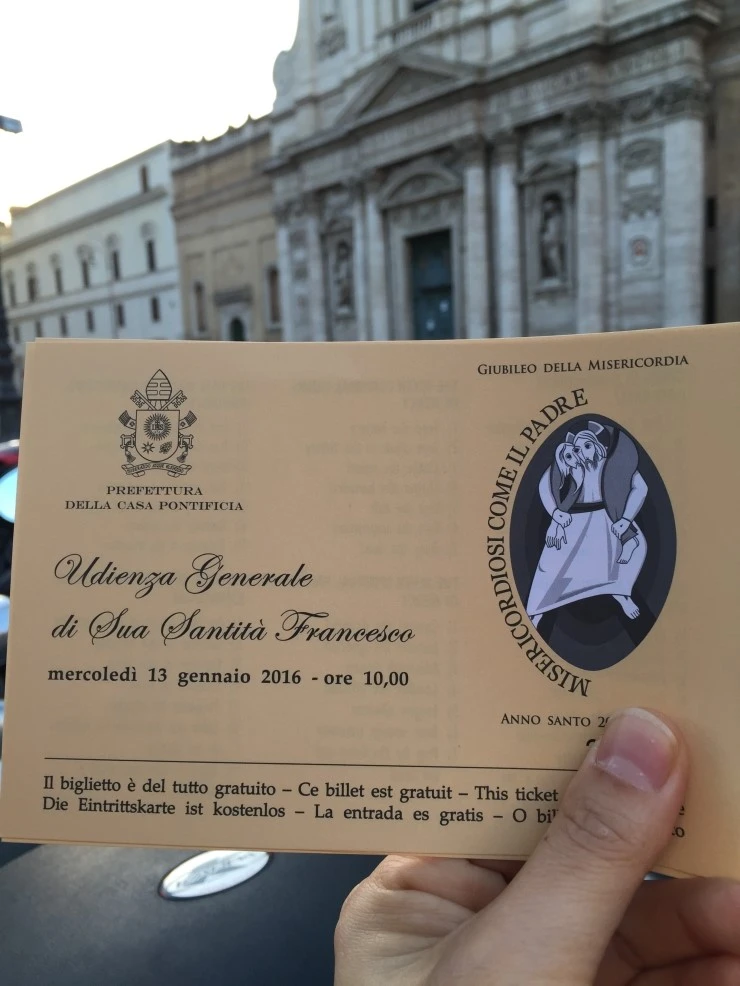 PREFETTURA
DELLA CASA PONTIFICIA
Udienza Generale
di Sua Santità Francesco
mercoledì 13 gennaio 2016 - ore 10,00
GIUBILEO DELLA MISERICORDIA
MISERICORDIOSI COME IL PADRE
ANNO SANTO
Il biglietto è del tutto gratuito – Ce billet est gratuit – This ticket
Die Eintrittskarte ist kostenlos – La entrada es gratis – O